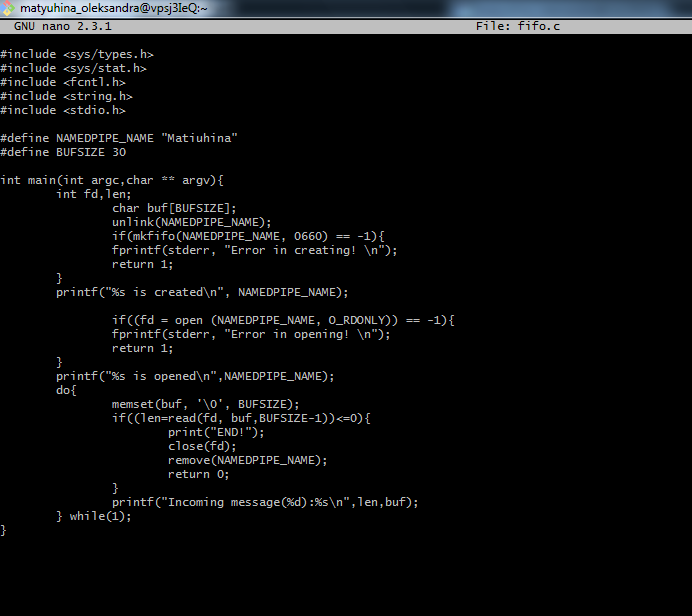 matyuhina_oleksandra@vpsj3IeQ:~
GNU nano 2.3.1 File: fifo.c
#include <sys/types.h>
#include <sys/stat.h>
#include <fcntl.h>
#include <string.h>
#include <stdio.h>
#define NAMEDPIPE_NAME "Matiuhina"
#define BUFSIZE 30
int main(int argc,char ** argv){
int fd,len;
char buf[BUFSIZE];
unlink(NAMEDPIPE_NAME);
if(mkfifo(NAMEDPIPE_NAME, 0660) == -1){
fprintf(stderr, "Error in creating! \n");
return 1;
}
printf("%s is created\n", NAMEDPIPE_NAME);
if((fd = open (NAMEDPIPE_NAME, O_RDONLY)) == -1){
fprintf(stderr, "Error in opening! \n");
return 1;
}
printf("%s is opened\n",NAMEDPIPE_NAME);
do{
memset(buf, '\0', BUFSIZE);
if((len=read(fd, buf,BUFSIZE-1))<=0){
print("END!");
close(fd);
remove(NAMEDPIPE_NAME);
return 0;
}
printf("Incoming message(%d):%s\n",len,buf);
} while(1);
}